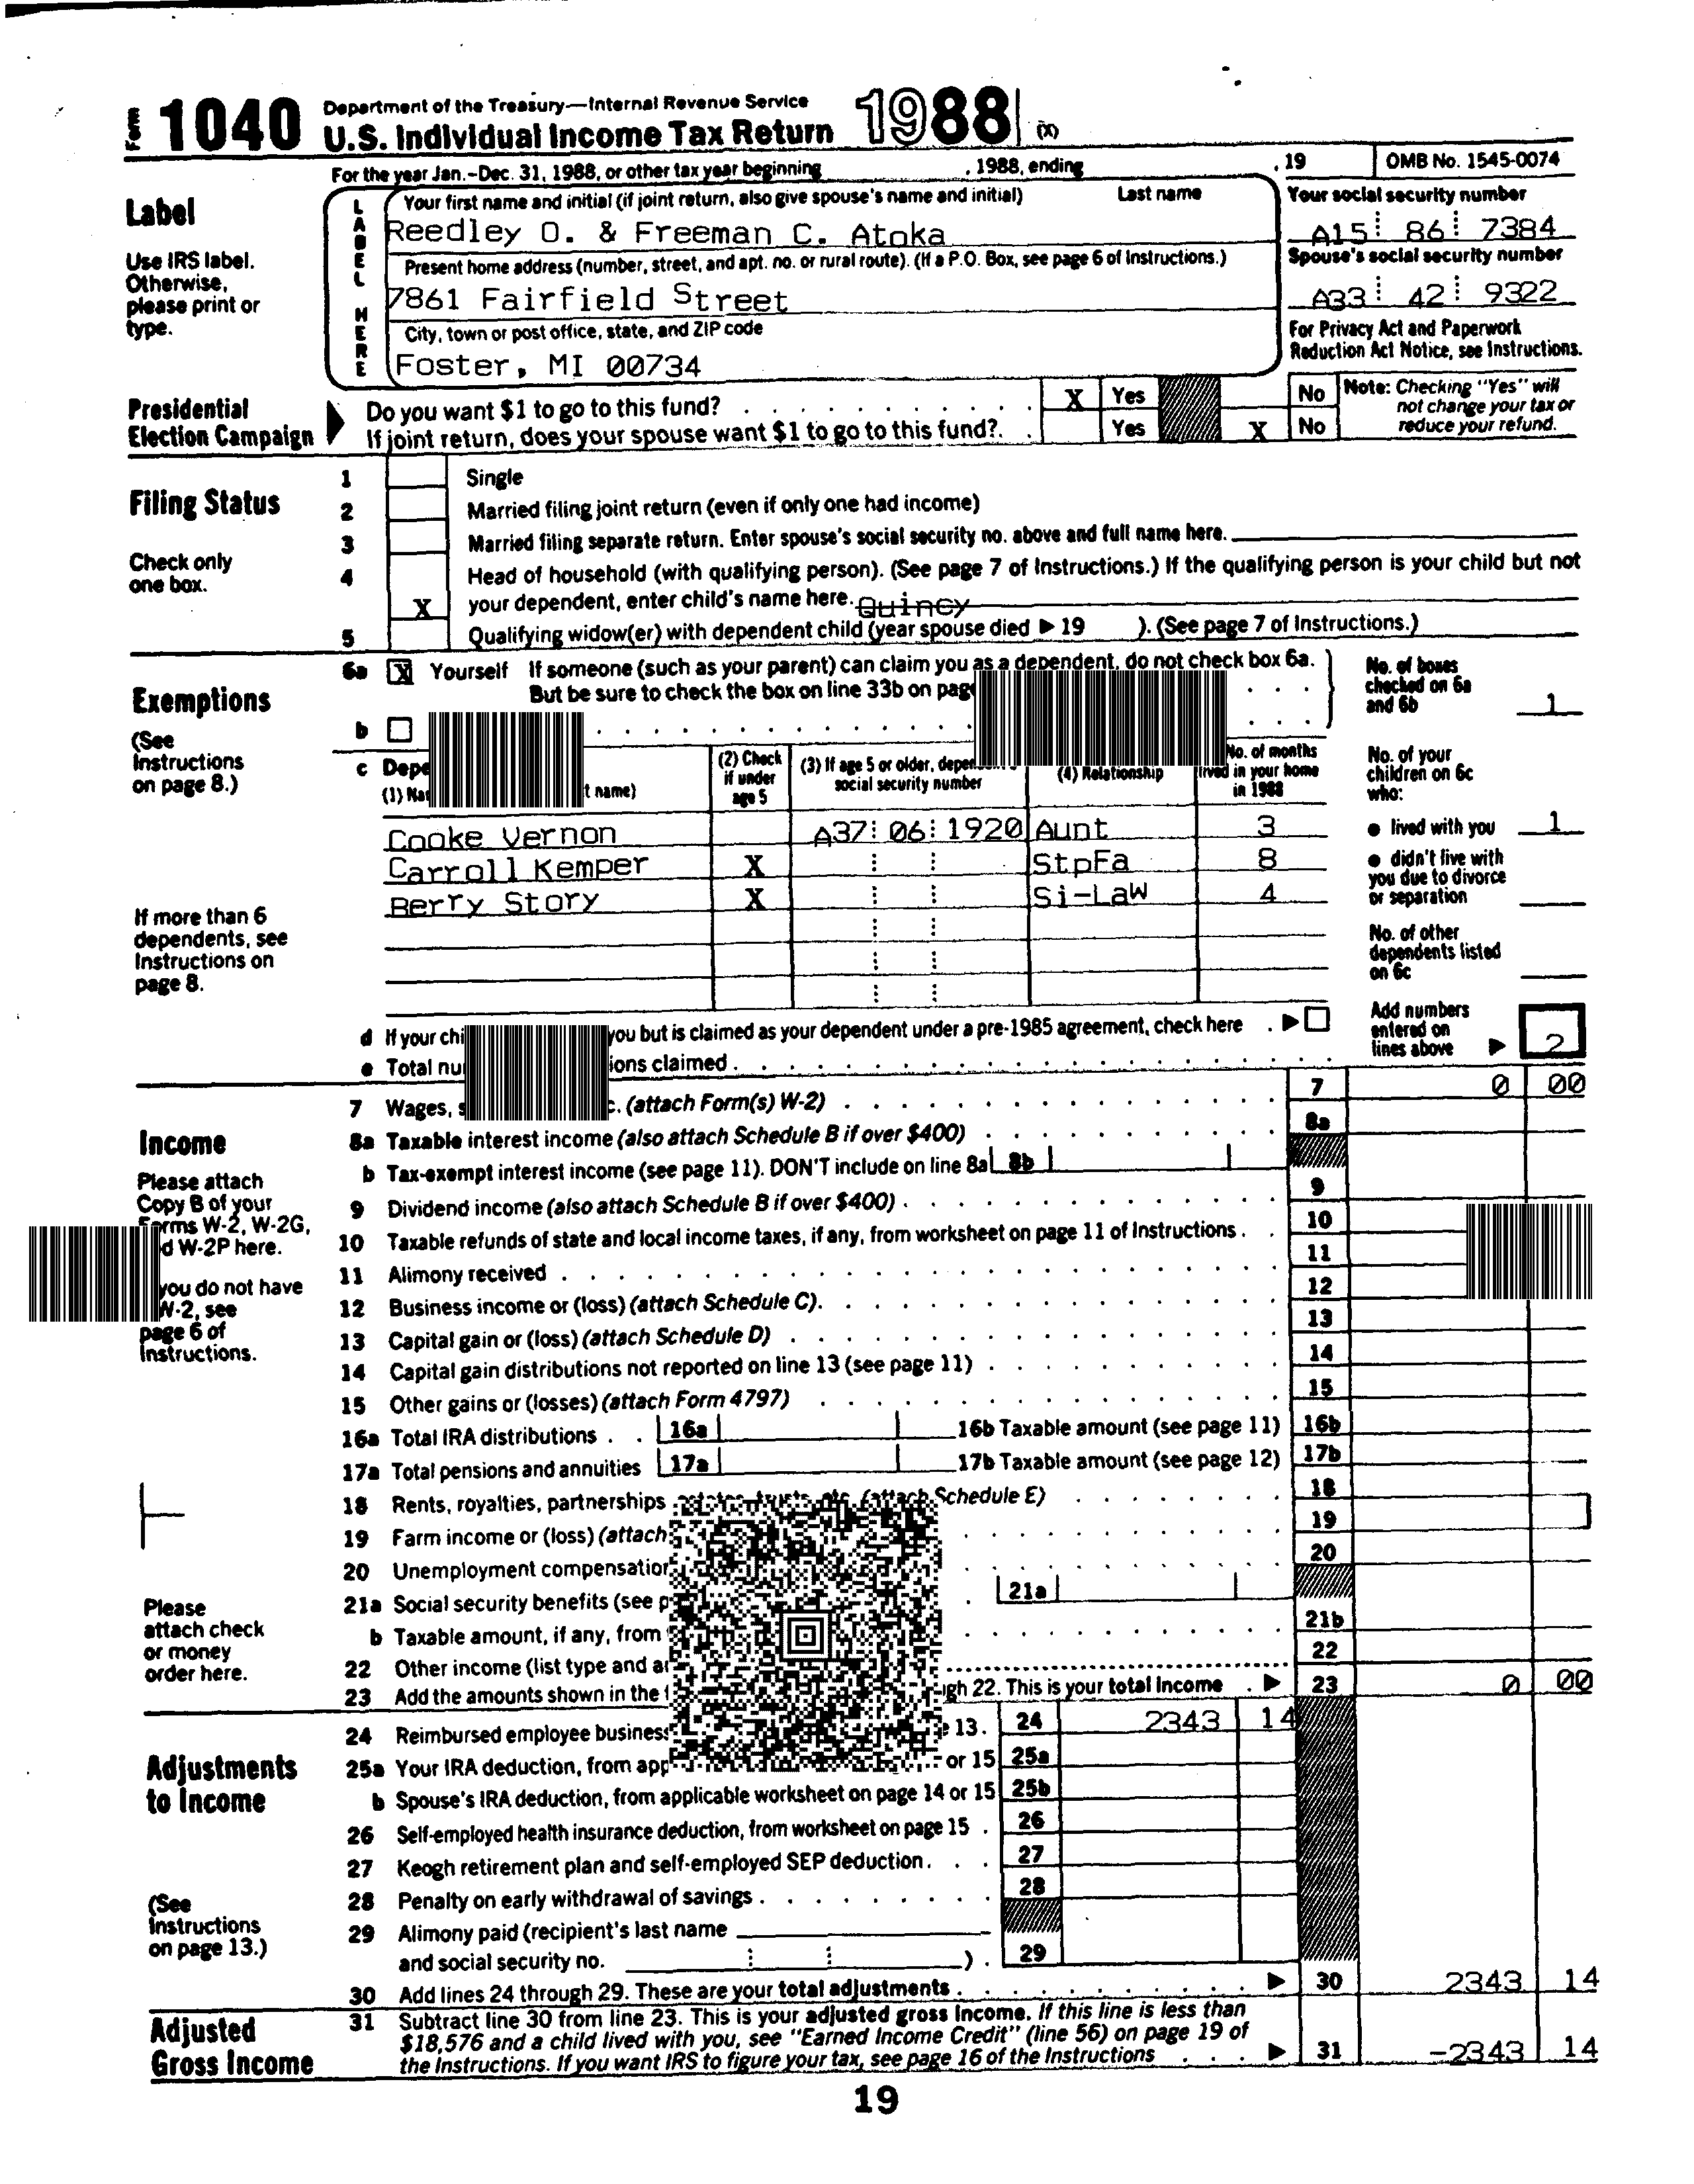 Form 1040 Department of the Treasury—Internal Revenue Service
U.S. Individual Income Tax Return 1988 (X)
For the year Jan.-Dec. 31, 1988, or other tax year beginning , 1988, ending , 19 OMB No. 1545-0074
Label
Use IRS label.
Otherwise,
please print or
type.
LABEL HERE
Your first name and initial (if joint return, also give spouse's name and initial) Last name
Reedley O. & Freeman C. Atoka
Present home address (number, street, and apt. no. or rural route). (If a P.O. Box, see page 6 of Instructions.)
7861 Fairfield Street
City, town or post office, state, and ZIP code
Foster, MI 00734
Your social security number
A15 86 7384
Spouse's social security number
A33 42 9322
For Privacy Act and Paperwork
Reduction Act Notice, see Instructions.
Presidential
Election Campaign
Do you want $1 to go to this fund? X Yes No
If joint return, does your spouse want $1 to go to this fund?. Yes X No
Note: Checking "Yes" will
not change your tax or
reduce your refund.
Filing Status
Check only
one box.
1 Single
2 Married filing joint return (even if only one had income)
3 Married filing separate return. Enter spouse's social security no. above and full name here.
4 Head of household (with qualifying person). (See page 7 of Instructions.) If the qualifying person is your child but not
X your dependent, enter child's name here. Quincy
5 Qualifying widow(er) with dependent child (year spouse died ▶ 19 ). (See page 7 of Instructions.)
Exemptions
(See
Instructions
on page 8.)
6a X Yourself If someone (such as your parent) can claim you as a dependent, do not check box 6a.
But be sure to check the box on line 33b on
b
c
(1) name)
(2) Check
if under
age 5
(3) If age 5 or older,
social security number
(4) Relationship
No. of months
lived in your home
in 1988
Cooke Vernon A37 06 1920 Aunt 3
Carroll Kemper X StpFa 8
Berry Story X Si-Law 4
If more than 6
dependents, see
Instructions on
page 8.
No. of boxes
checked on 6a
and 6b 1
No. of your
children on 6c
who:
● lived with you 1
● didn't live with
you due to divorce
or separation
No. of other
dependents listed
on 6c
Add numbers
entered on
lines above ▶ 2
d If your you but is claimed as your dependent under a pre-1985 agreement, check here . ▶
e Total claimed
Income
Please attach
Copy B of your
Forms W-2, W-2G,
W-2P here.
you do not have
W-2, see
page 6 of
Instructions.
Please
attach check
or money
order here.
7 Wages, (attach Form(s) W-2) 7 0 00
8a Taxable interest income (also attach Schedule B if over $400) 8a
b Tax-exempt interest income (see page 11). DON'T include on line 8a 8b
9 Dividend income (also attach Schedule B if over $400) 9
10 Taxable refunds of state and local income taxes, if any, from worksheet on page 11 of Instructions 10
11 Alimony received 11
12 Business income or (loss) (attach Schedule C). 12
13 Capital gain or (loss) (attach Schedule D) 13
14 Capital gain distributions not reported on line 13 (see page 11) 14
15 Other gains or (losses) (attach Form 4797) 15
16a Total IRA distributions 16a 16b Taxable amount (see page 11) 16b
17a Total pensions and annuities 17a 17b Taxable amount (see page 12) 17b
18 Rents, royalties, partnerships, estates, trusts, etc. (attach Schedule E) 18
19 Farm income or (loss) (attach 19
20 Unemployment 20
21a Social security benefits (see 21a
b Taxable amount, if any, from 21b
22 Other income (list type and 22
23 Add the amounts shown in the 22. This is your total income ▶ 23 0 00
Adjustments
to Income
(See
Instructions
on page 13.)
24 Reimbursed employee 13. 24 2343 14
25a Your IRA deduction, from or 15 25a
b Spouse's IRA deduction, from applicable worksheet on page 14 or 15 25b
26 Self-employed health insurance deduction, from worksheet on page 15 26
27 Keogh retirement plan and self-employed SEP deduction 27
28 Penalty on early withdrawal of savings 28
29 Alimony paid (recipient's last name
and social security no. ) 29
30 Add lines 24 through 29. These are your total adjustments ▶ 30 2343 14
Adjusted
Gross Income
31 Subtract line 30 from line 23. This is your adjusted gross income. If this line is less than
$18,576 and a child lived with you, see "Earned Income Credit" (line 56) on page 19 of
the Instructions. If you want IRS to figure your tax, see page 16 of the Instructions ▶ 31 -2343 14
19